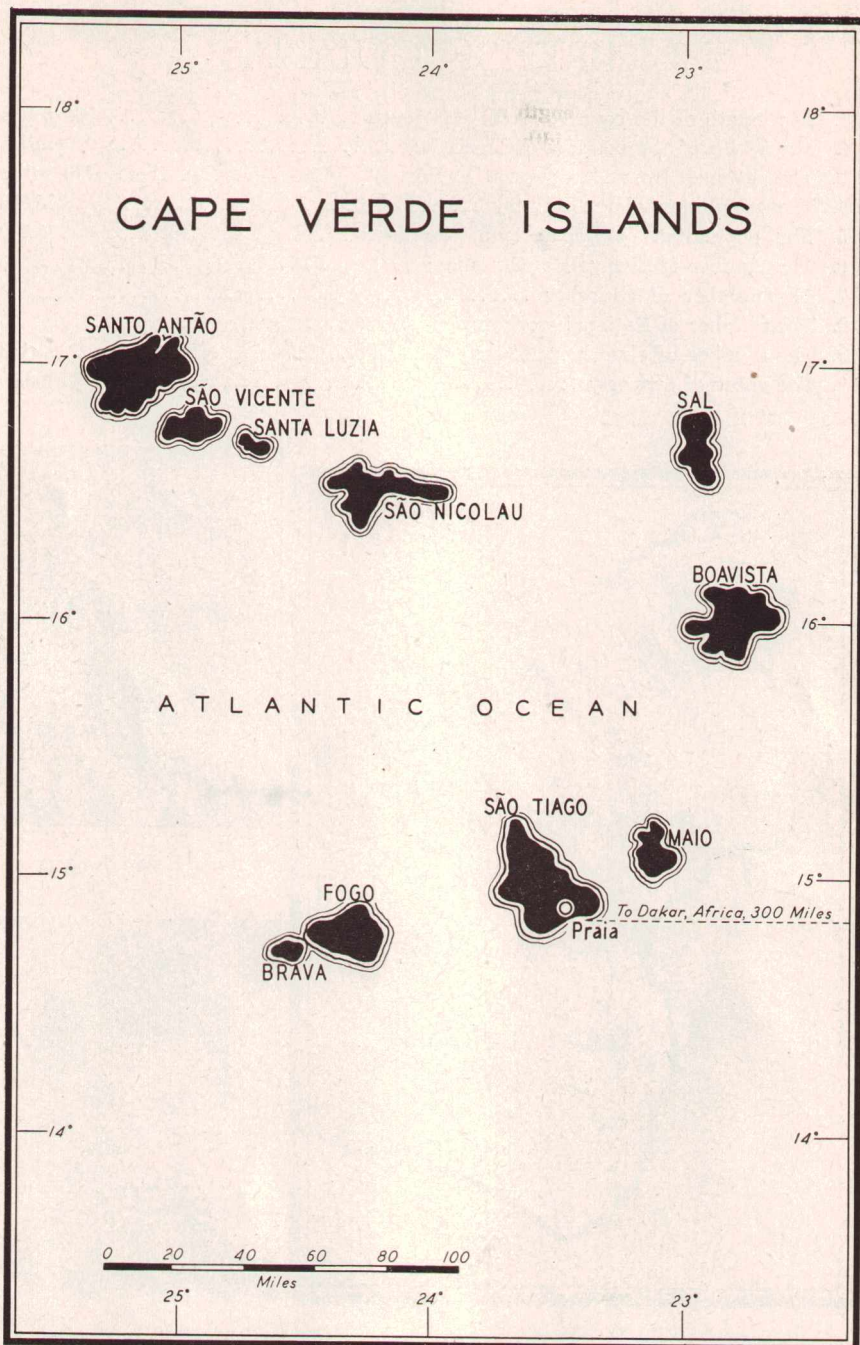 25° 24° 23°
18° 18°
ength
CAPE VERDE ISLANDS
SANTO ANTÃO
17° 17°
SÃO VICENTE
SAL
SANTA LUZIA
SÃO NICOLAU
BOAVISTA
16° 16°
ATLANTIC OCEAN
SÃO TIAGO
MAIO
15° 15°
FOGO
To Dakar, Africa, 300 Miles
Praia
BRAVA
14° 14°
0 20 40 60 80 100
Miles
25° 24° 23°